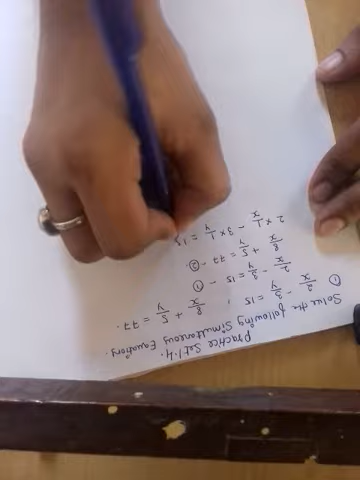 Practice Set 1.4.
Solve the following Simultaneous Equations.
① 2/x - 3/y = 15 , 8/x + 5/y = 77.
2/x - 3/y = 15 - ①
8/x + 5/y = 77 - ②
2 × 1/x - 3 × 1/y = 15